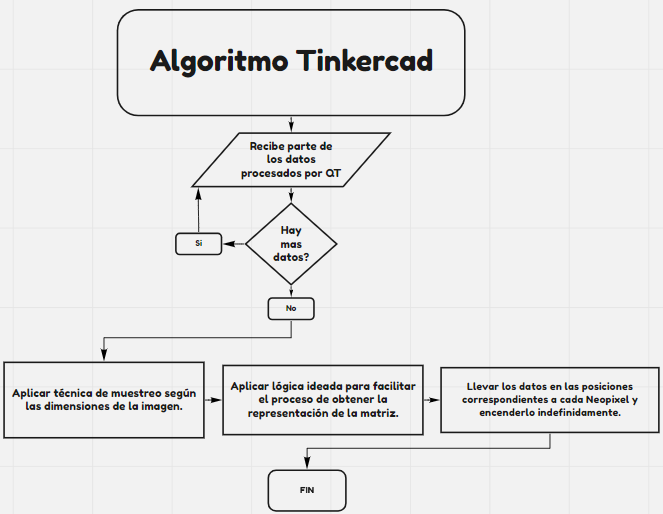 Algoritmo Tinkercad
Recibe parte de
los datos
procesados por QT
Hay
mas
datos?
Si
No
Aplicar técnica de muestreo según
las dimensiones de la imagen.
Aplicar lógica ideada para facilitar
el proceso de obtener la
representación de la matriz.
Llevar los datos en las posiciones
correspondientes a cada Neopixel y
encenderlo indefinidamente.
FIN